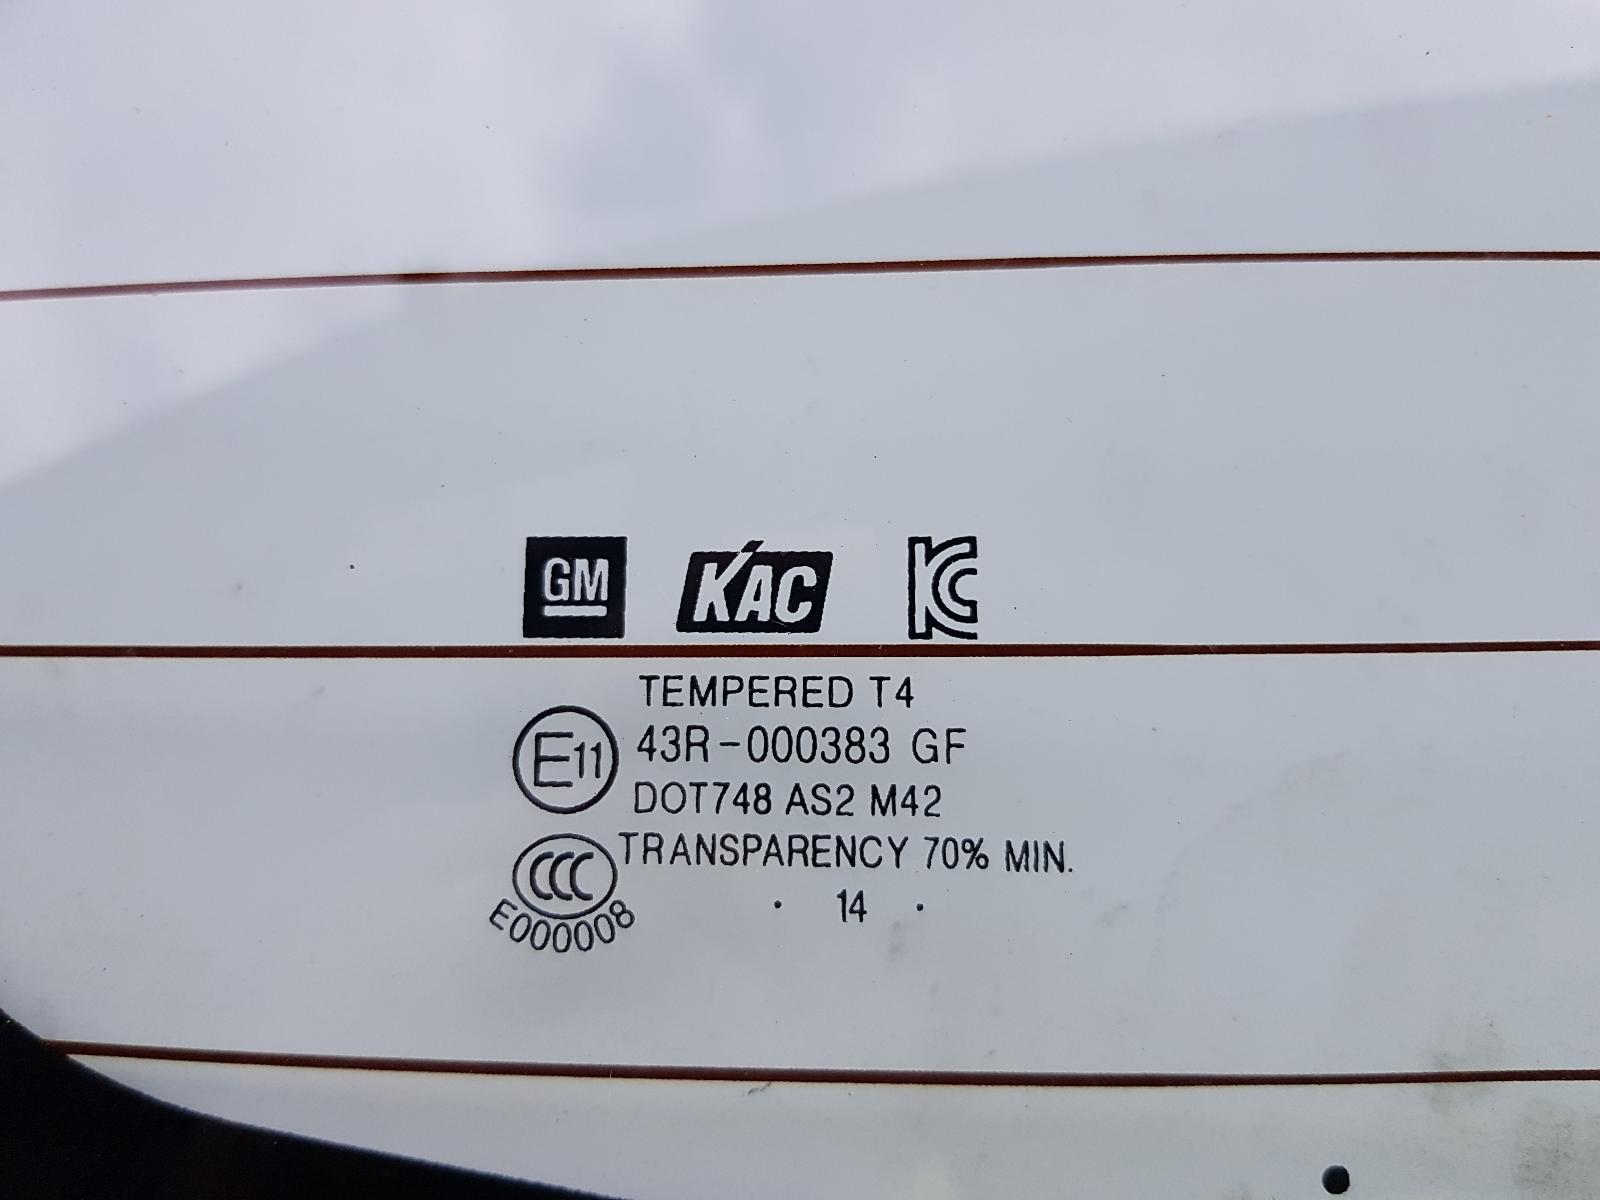 GM KAC KC
TEMPERED T4
E11 43R-000383 GF
DOT748 AS2 M42
CCC TRANSPARENCY 70% MIN.
E000008 . 14 .